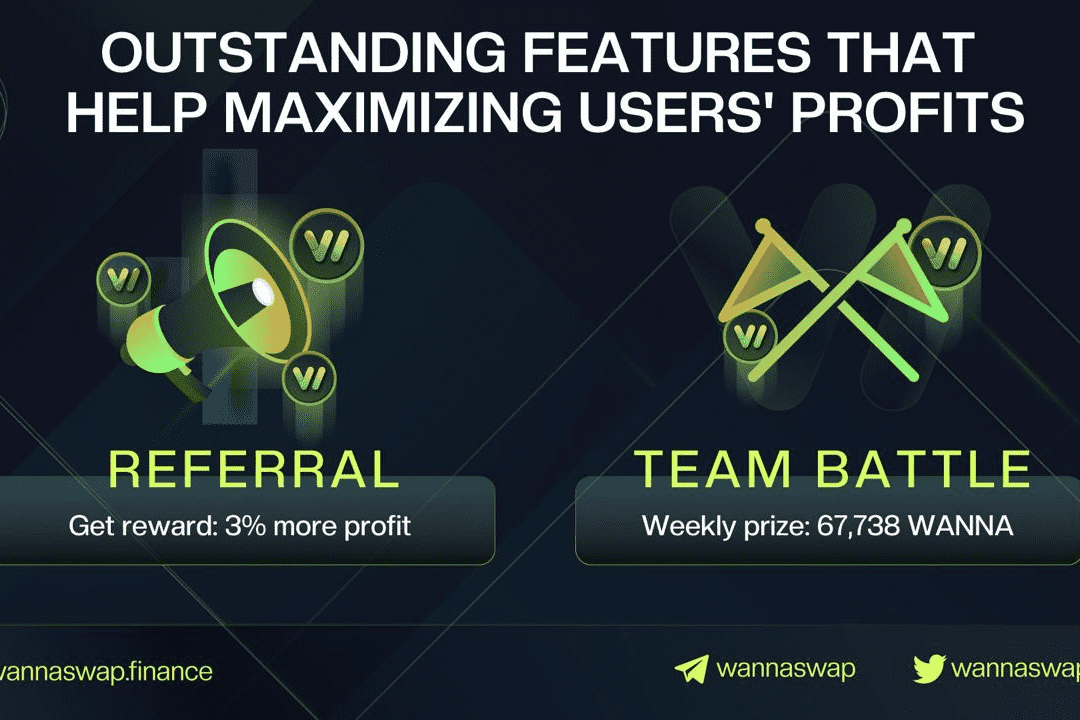 OUTSTANDING FEATURES THAT
HELP MAXIMIZING USERS' PROFITS
REFERRAL
Get reward: 3% more profit
TEAM BATTLE
Weekly prize: 67,738 WANNA
wannaswap.finance
wannaswap
wannaswap